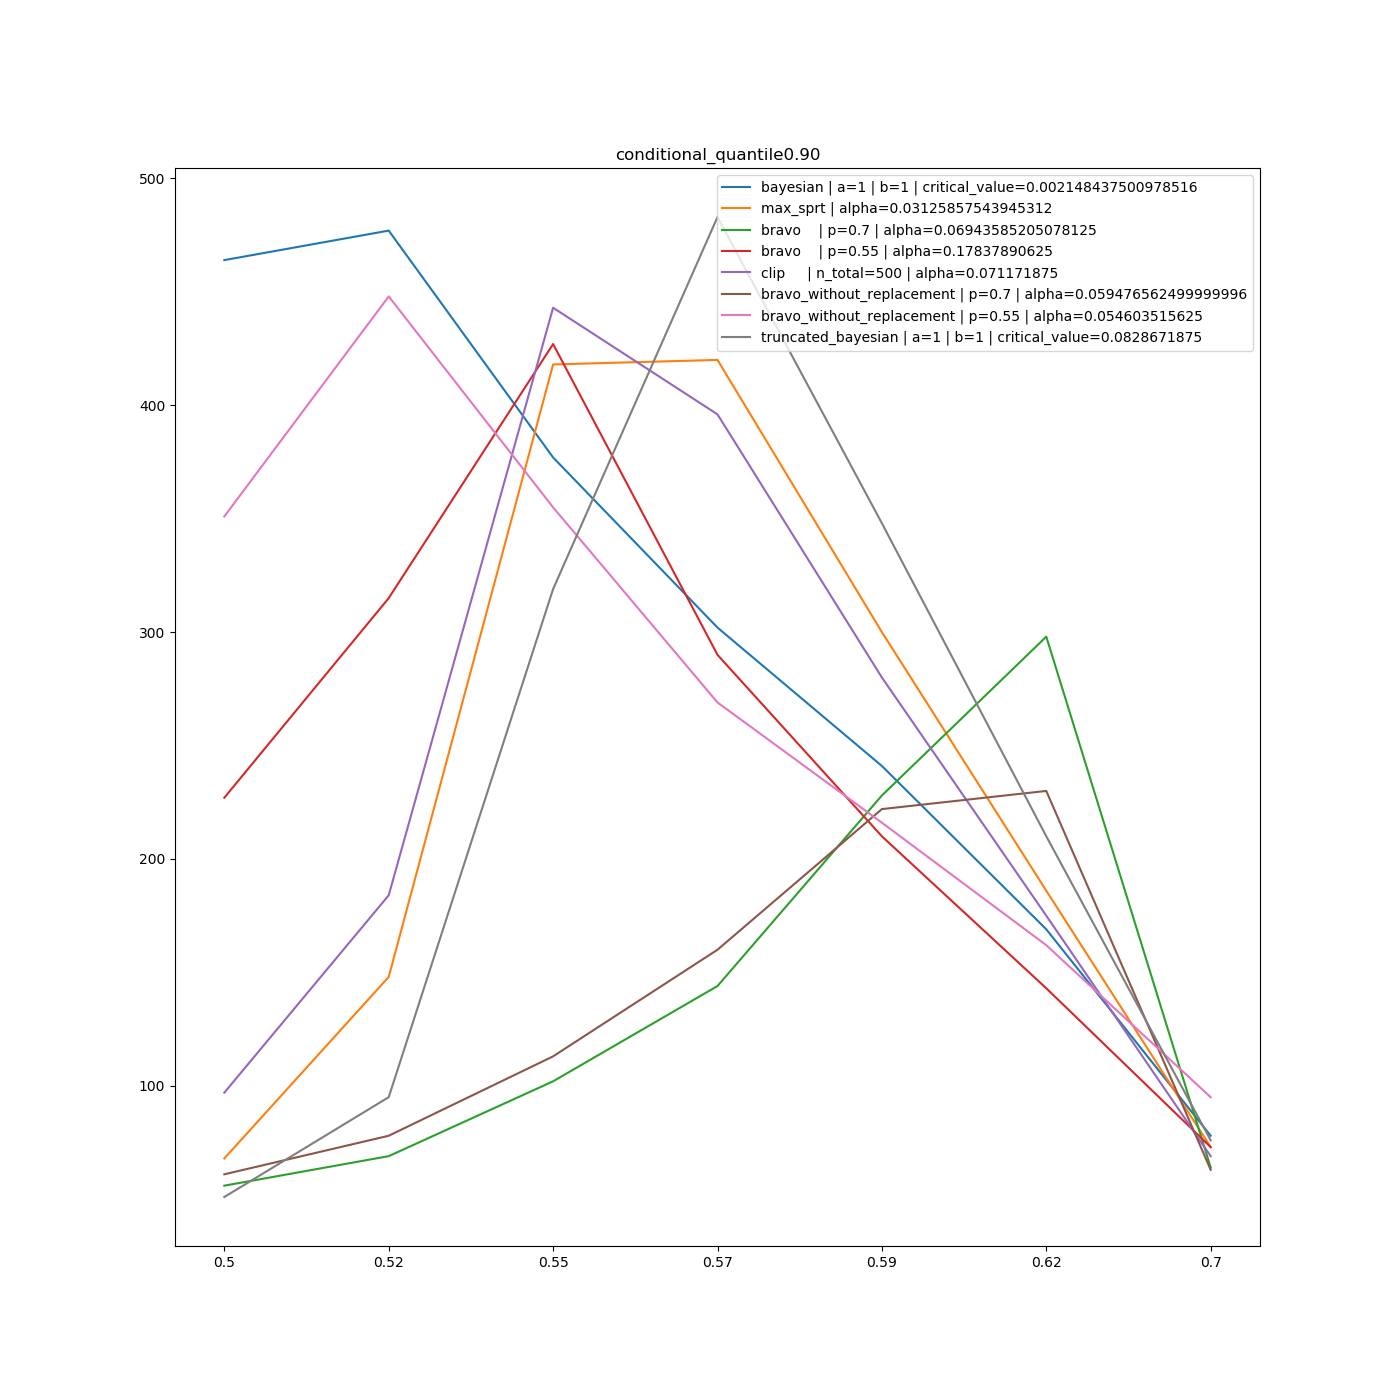 conditional_quantile0.90
500
400
300
200
100
bayesian | a=1 | b=1 | critical_value=0.002148437500978516
max_sprt | alpha=0.03125857543945312
bravo    | p=0.7 | alpha=0.06943585205078125
bravo    | p=0.55 | alpha=0.17837890625
clip     | n_total=500 | alpha=0.071171875
bravo_without_replacement | p=0.7 | alpha=0.059476562499999996
bravo_without_replacement | p=0.55 | alpha=0.054603515625
truncated_bayesian | a=1 | b=1 | critical_value=0.0828671875
0.5 0.52 0.55 0.57 0.59 0.62 0.7